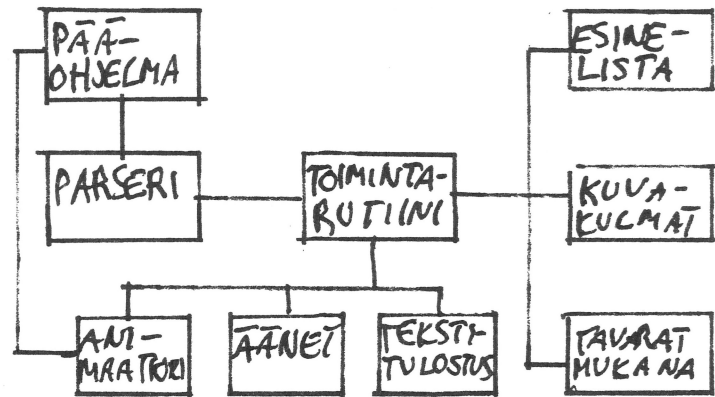 PÄÄ-
OHJELMA
ESINE-
LISTA
PARSERI
TOIMINTA-
RUTIINI
KUVA-
KULMAT
ANI-
MAATTORI
ÄÄNET
TEKSTI-
TULOSTUS
TAVARAT
MUKANA